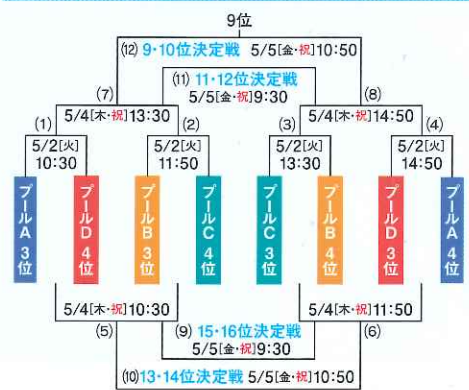 9位
(12) 9・10位決定戦 5/5[金・祝]10:50
(11) 11・12位決定戦
5/5[金・祝]9:30
(7)
5/4[木・祝]13:30
(8)
5/4[木・祝]14:50
(1)
5/2[火]
10:30
(2)
5/2[火]
11:50
(3)
5/2[火]
13:30
(4)
5/2[火]
14:50
プールA 3位
プールD 4位
プールB 3位
プールC 4位
プールC 3位
プールB 4位
プールD 3位
プールA 4位
5/4[木・祝]10:30
(5)
5/4[木・祝]11:50
(6)
(9) 15・16位決定戦
5/5[金・祝]9:30
(10)13・14位決定戦 5/5[金・祝]10:50